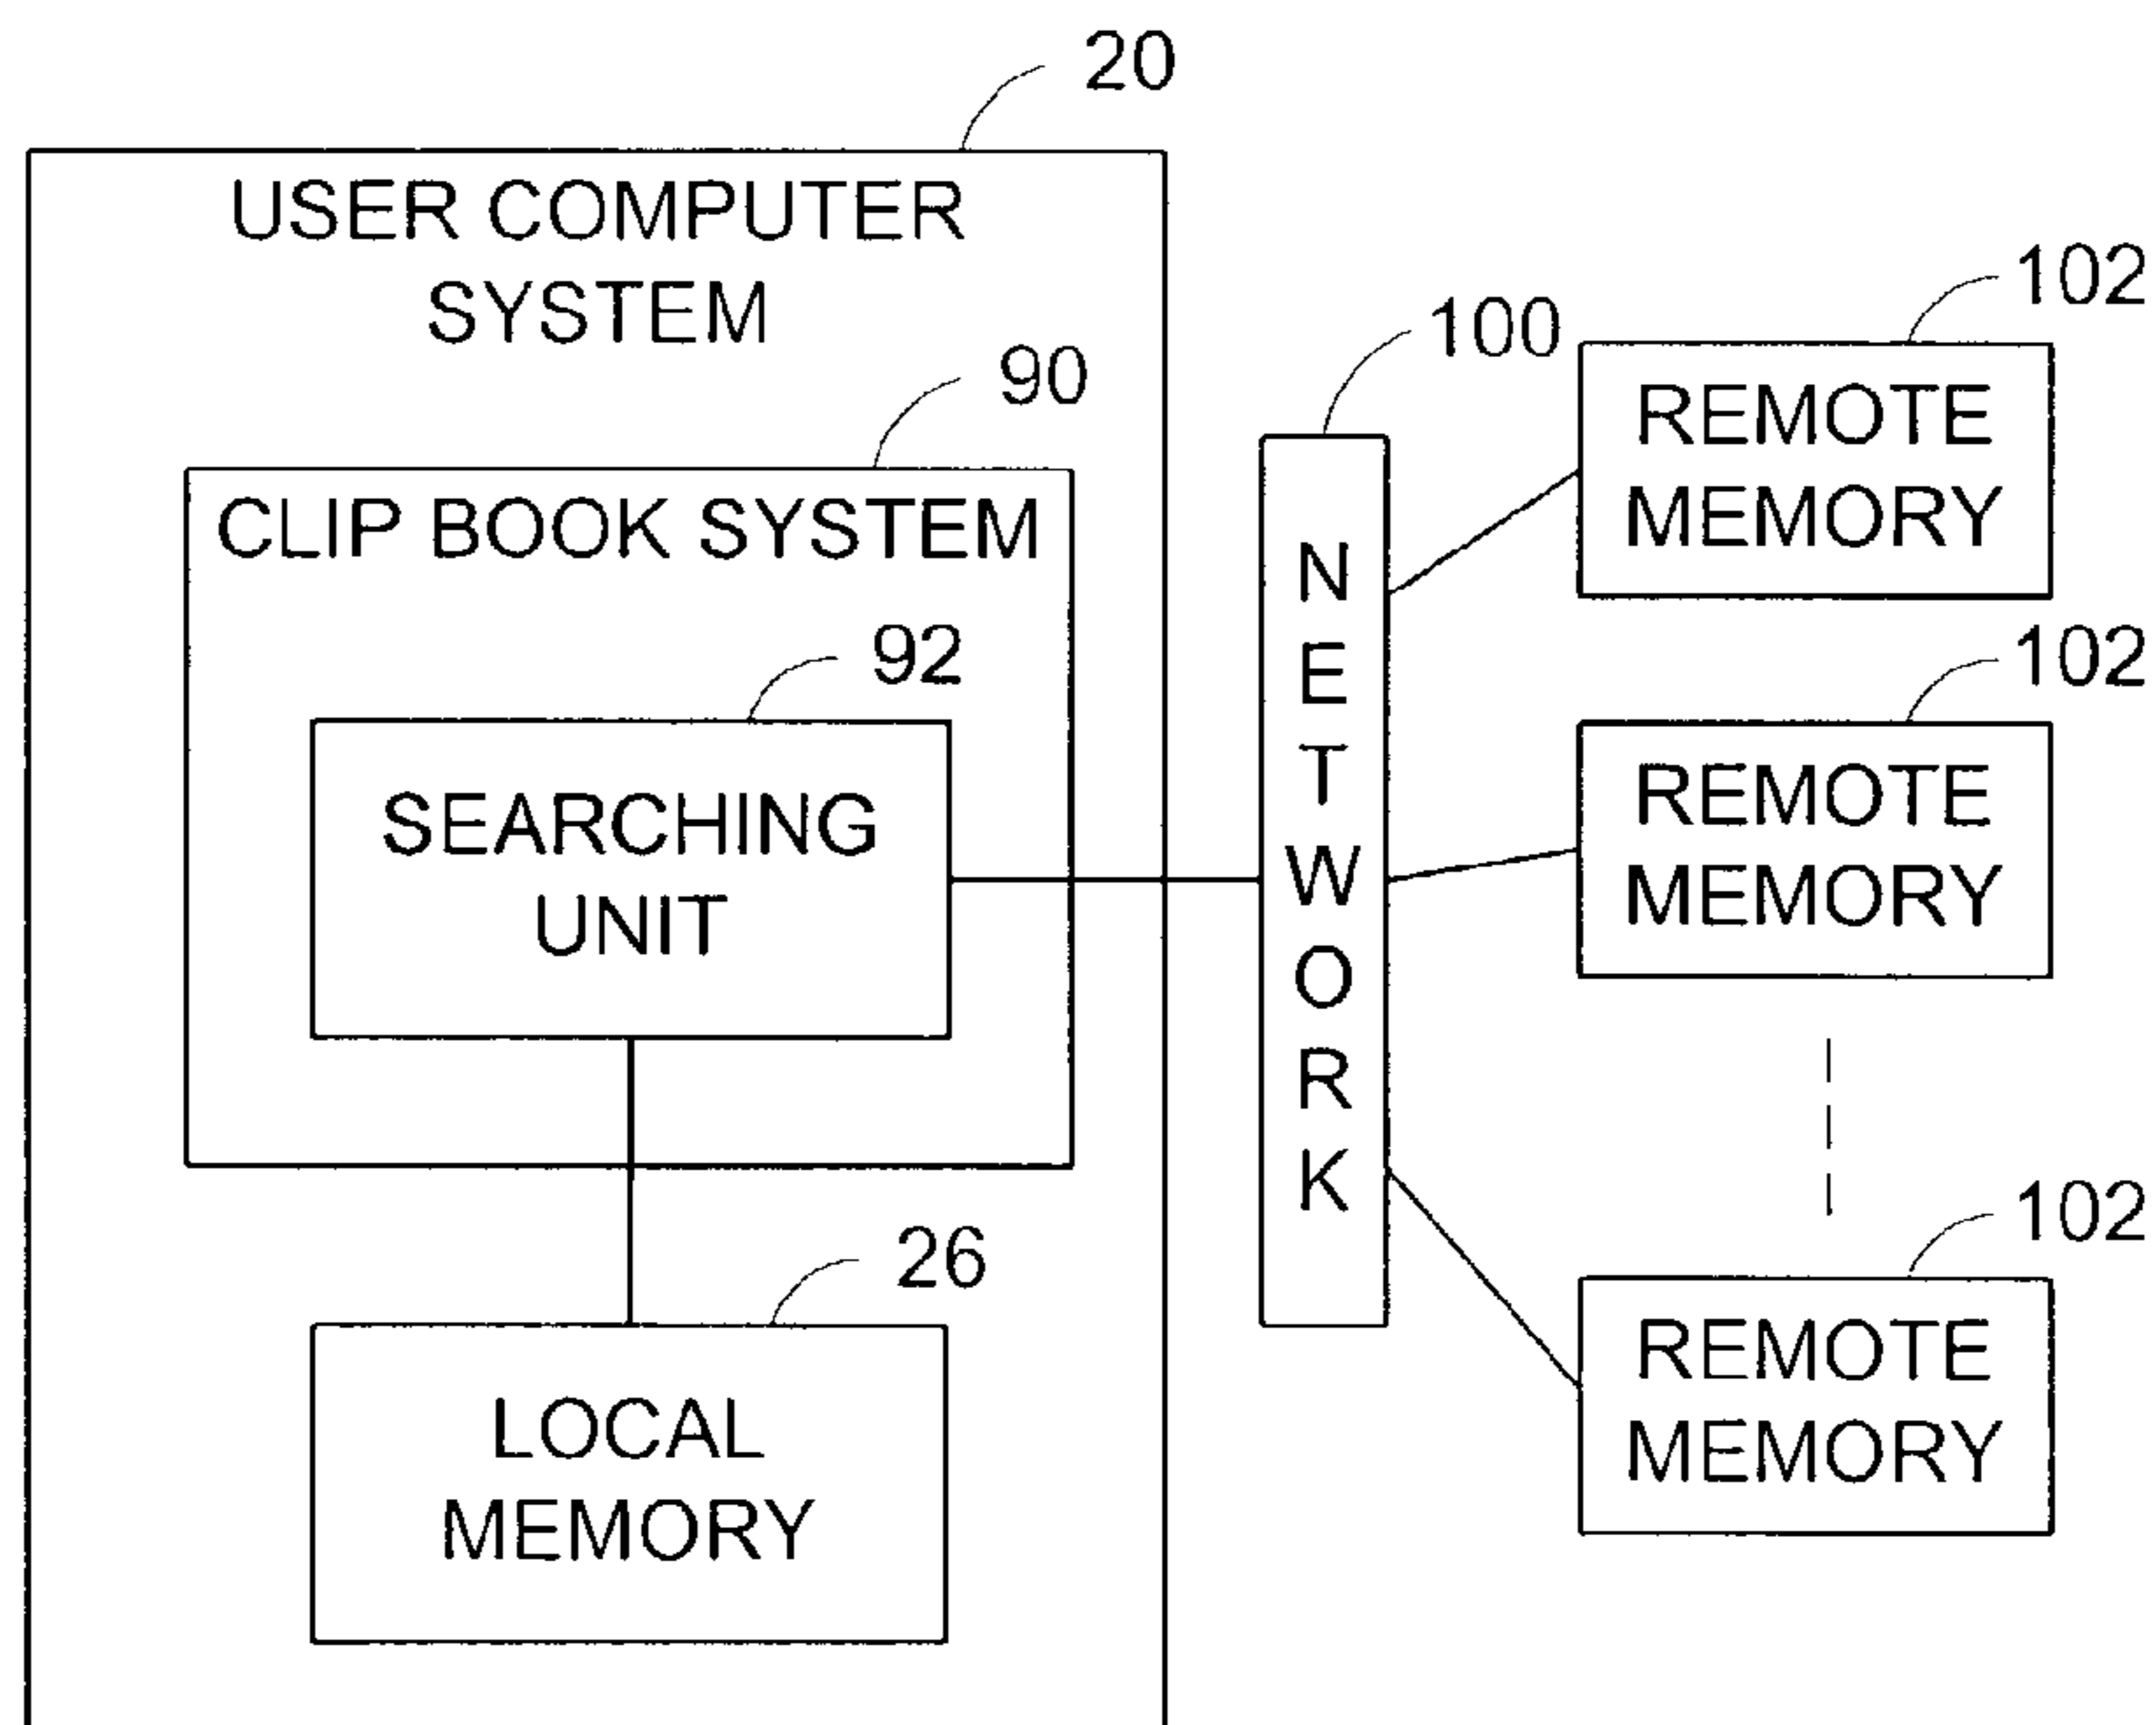 20
USER COMPUTER
SYSTEM
90
CLIP BOOK SYSTEM
92
SEARCHING
UNIT
26
LOCAL
MEMORY
100
NETWORK
102
REMOTE
MEMORY
102
REMOTE
MEMORY
102
REMOTE
MEMORY